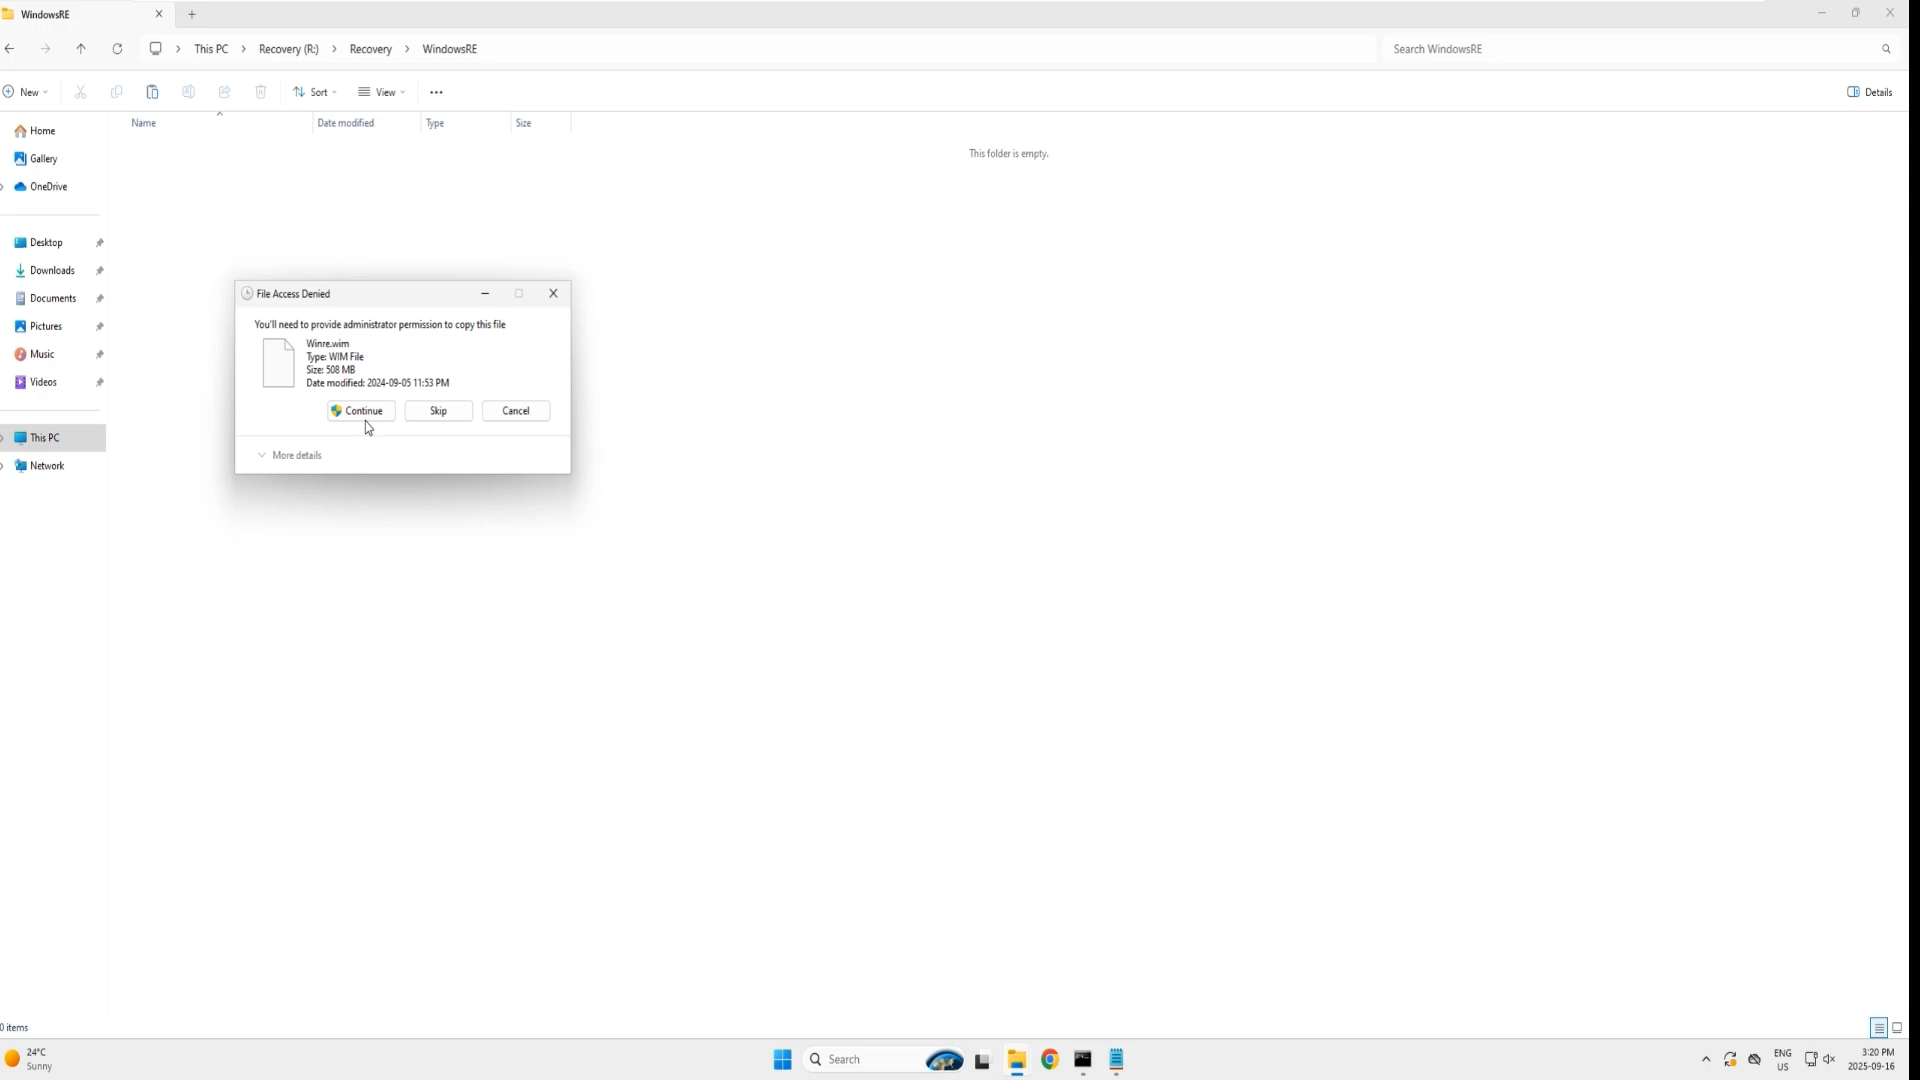 WindowsRE
This PC
Recovery (R:)
Recovery
WindowsRE
Search WindowsRE
New
Sort
View
Details
Name
Date modified
Type
Size
This folder is empty.
Home
Gallery
OneDrive
Desktop
Downloads
Documents
Pictures
Music
Videos
This PC
Network
File Access Denied
You'll need to provide administrator permission to copy this file
Winre.wim
Type: WIM File
Size: 508 MB
Date modified: 2024-09-05 11:53 PM
Continue
Skip
Cancel
More details
0 items
24°C
Sunny
Search
ENG
US
3:20 PM
2025-09-16